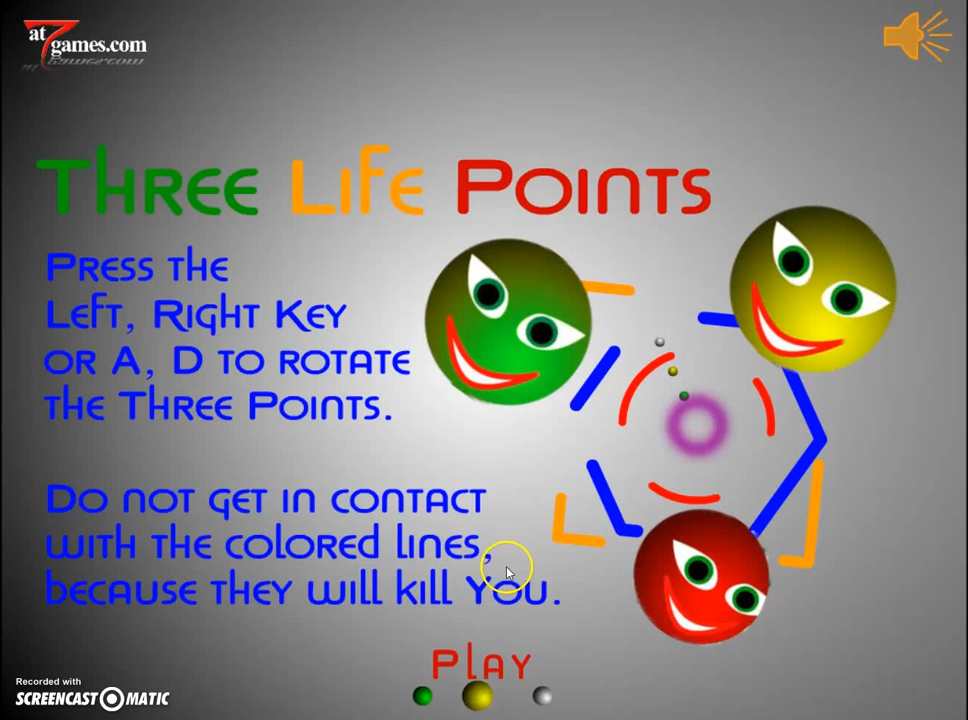 at7games.com
Three Life Points
Press the
Left, Right Key
or A, D to rotate
the Three Points.
Do not get in contact
with the colored lines,
because they will kill You.
Play
Recorded with
SCREENCAST-O-MATIC